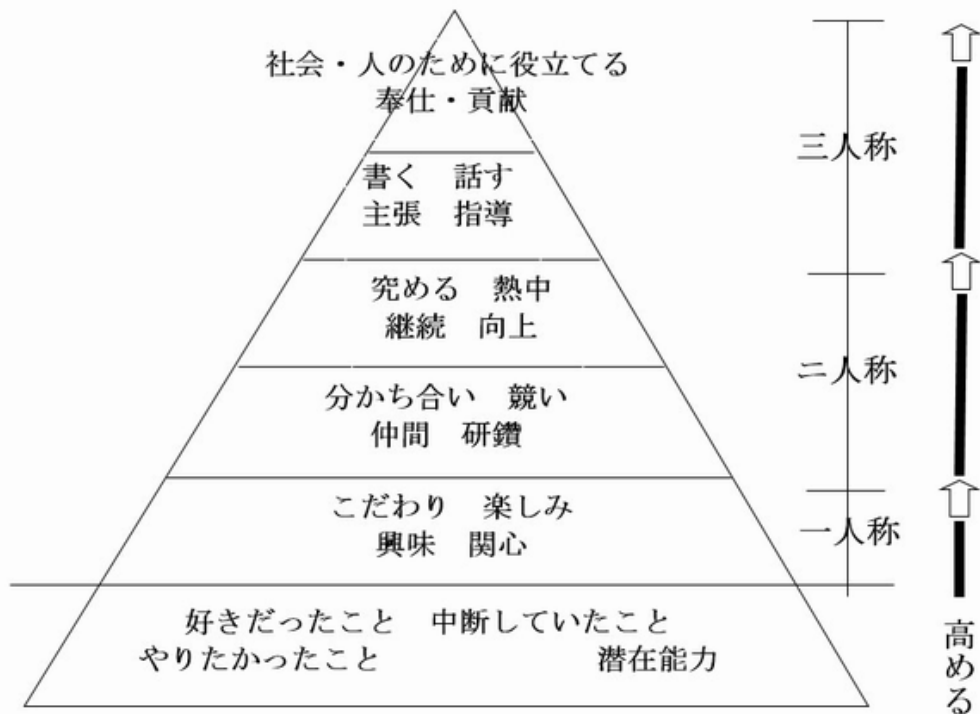 社会・人のために役立てる
奉仕・貢献
書く　話す
主張　指導
究める　熱中
継続　向上
分かち合い　競い
仲間　研鑽
こだわり　楽しみ
興味　関心
好きだったこと　中断していたこと
やりたかったこと　潜在能力
三人称
二人称
一人称
高める